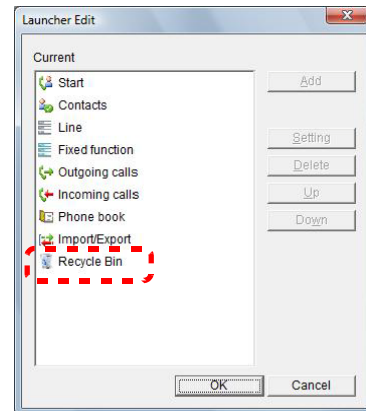 Launcher Edit
Current
Start
Contacts
Line
Fixed function
Outgoing calls
Incoming calls
Phone book
Import/Export
Recycle Bin
Add
Setting
Delete
Up
Down
OK
Cancel